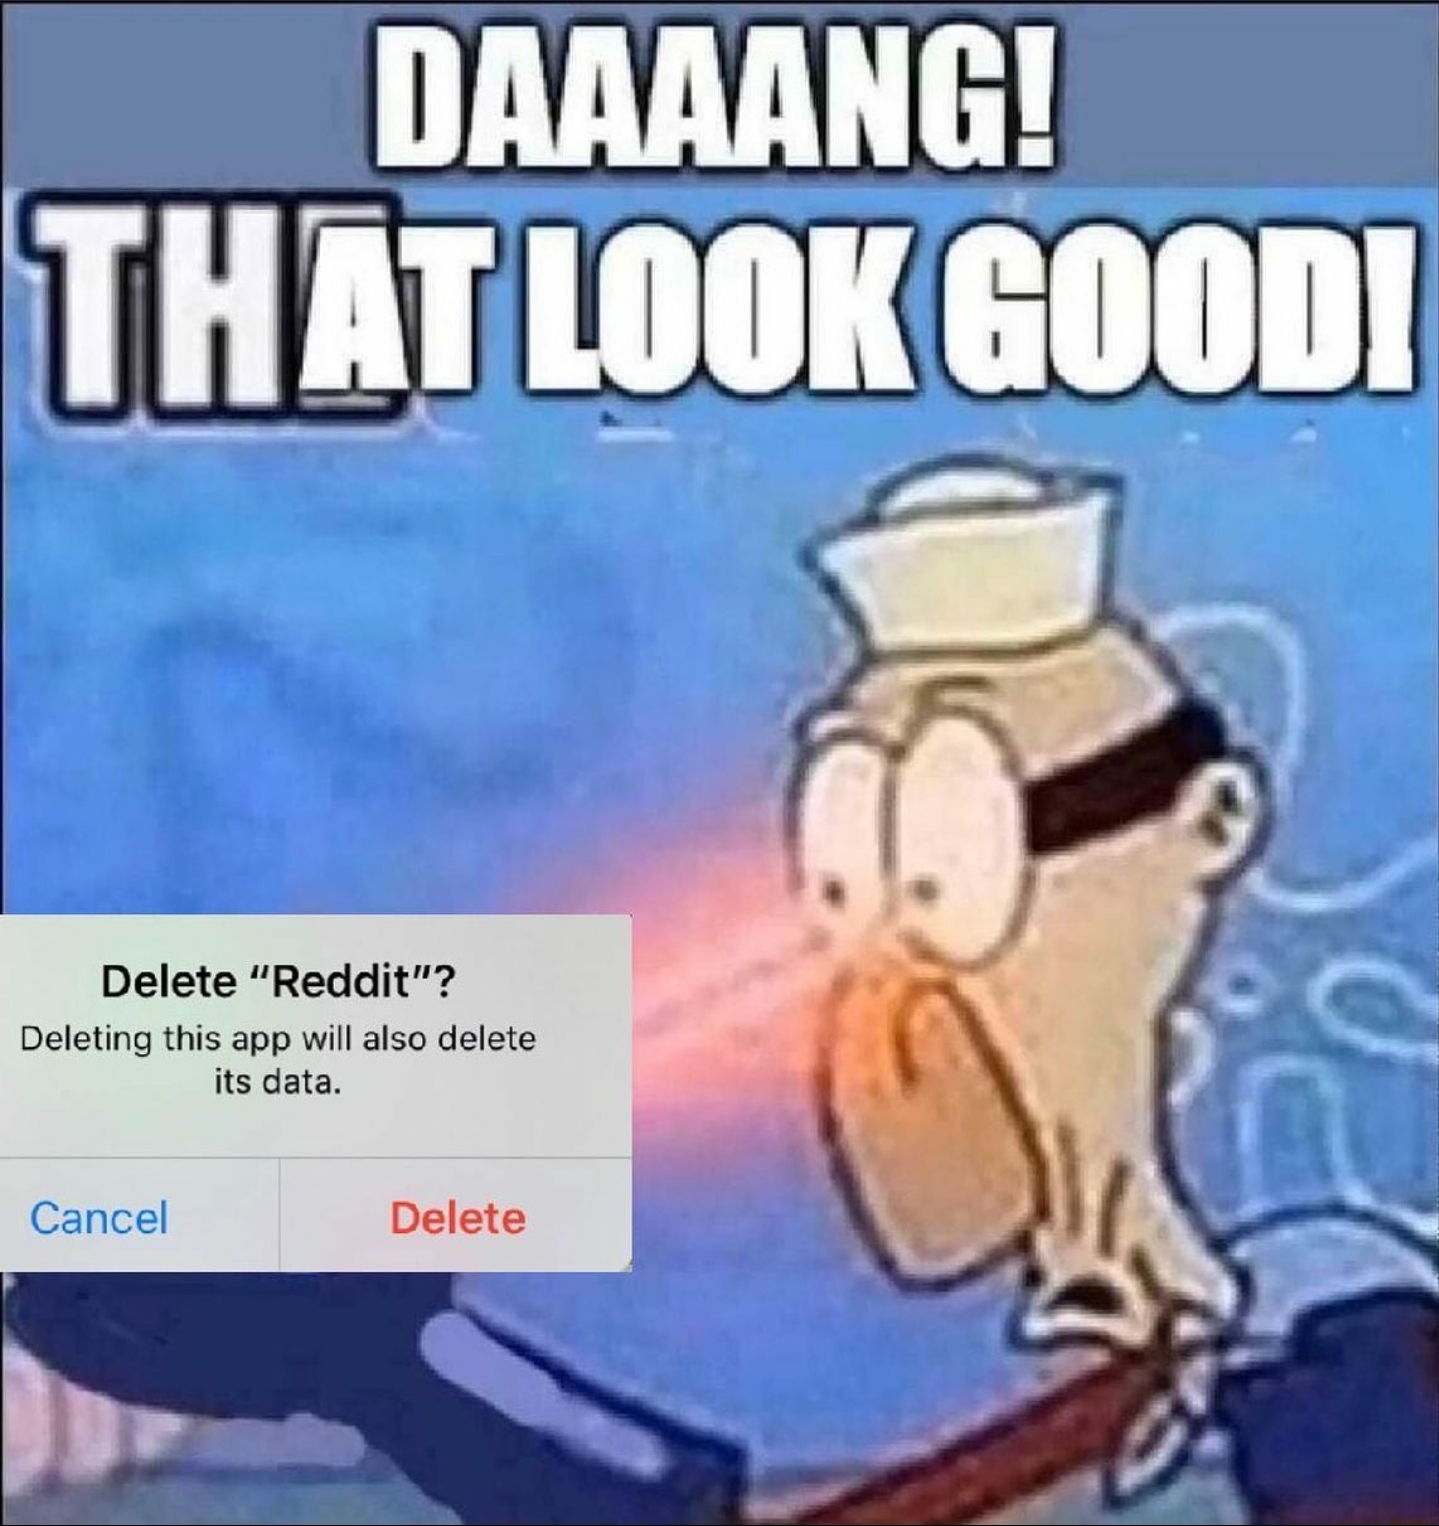 DAAAANG!
THAT LOOK GOOD!
Delete “Reddit”?
Deleting this app will also delete
its data.
Cancel
Delete